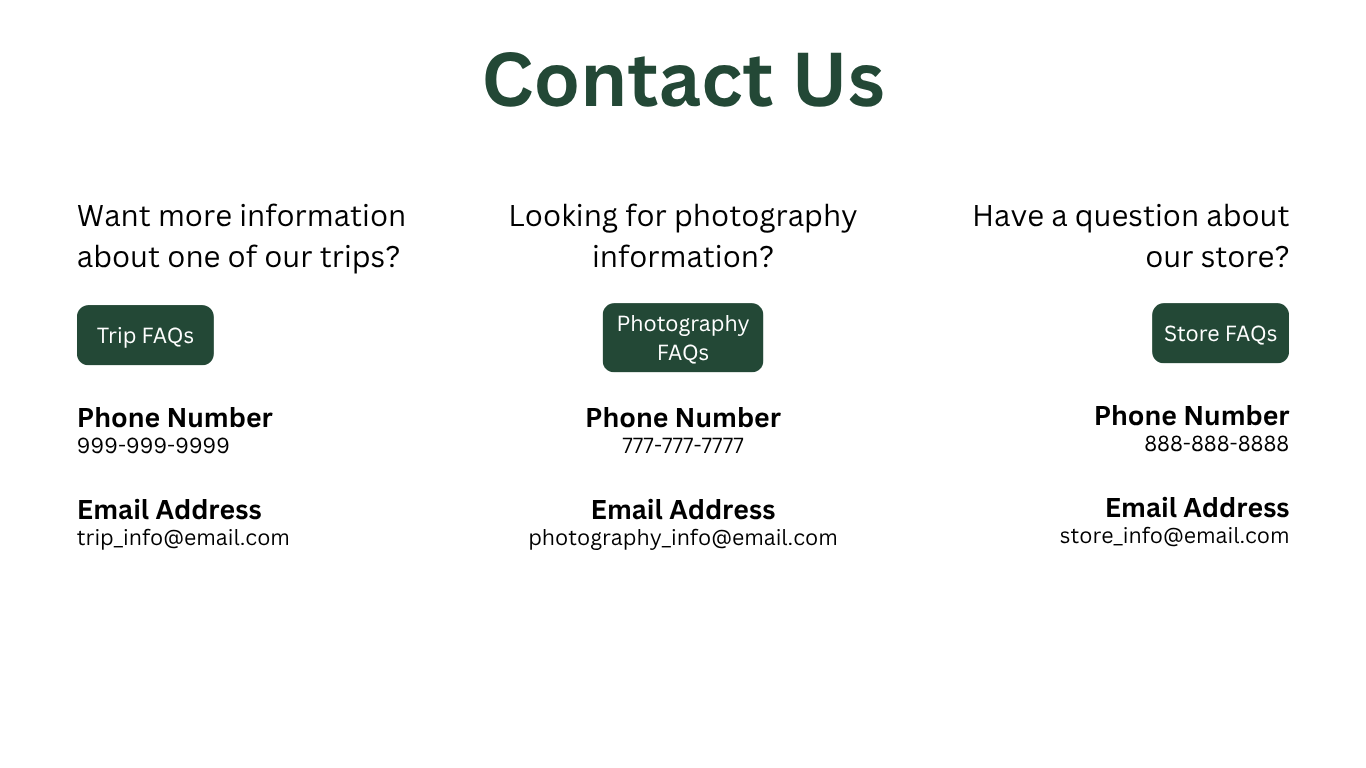 Contact Us
Want more information
about one of our trips?
Trip FAQs
Phone Number
999-999-9999
Email Address
trip_info@email.com
Looking for photography
information?
Photography
FAQs
Phone Number
777-777-7777
Email Address
photography_info@email.com
Have a question about
our store?
Store FAQs
Phone Number
888-888-8888
Email Address
store_info@email.com